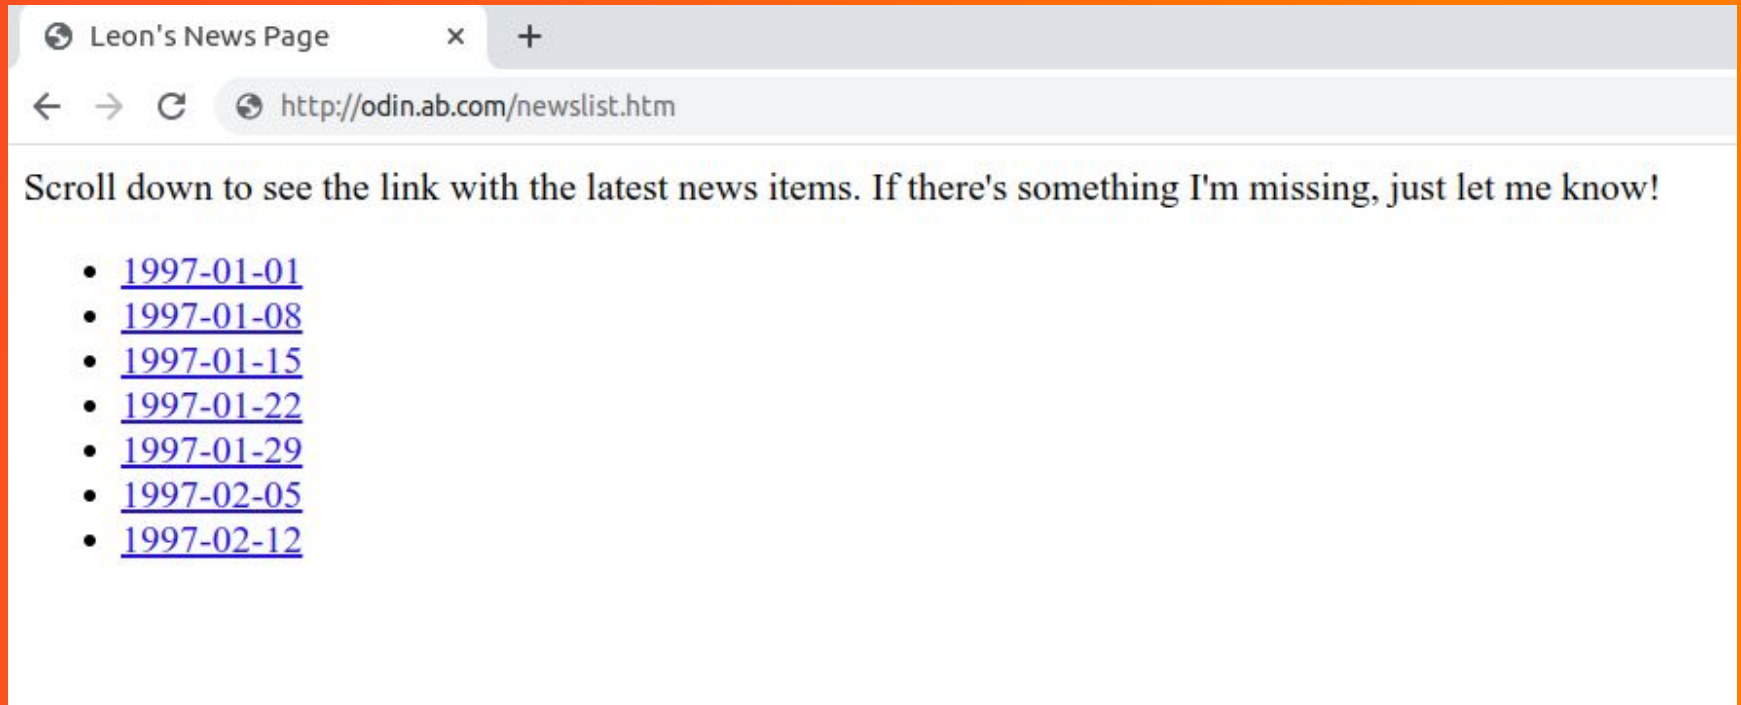 Leon's News Page
http://odin.ab.com/newslist.htm
Scroll down to see the link with the latest news items. If there's something I'm missing, just let me know!
1997-01-01
1997-01-08
1997-01-15
1997-01-22
1997-01-29
1997-02-05
1997-02-12